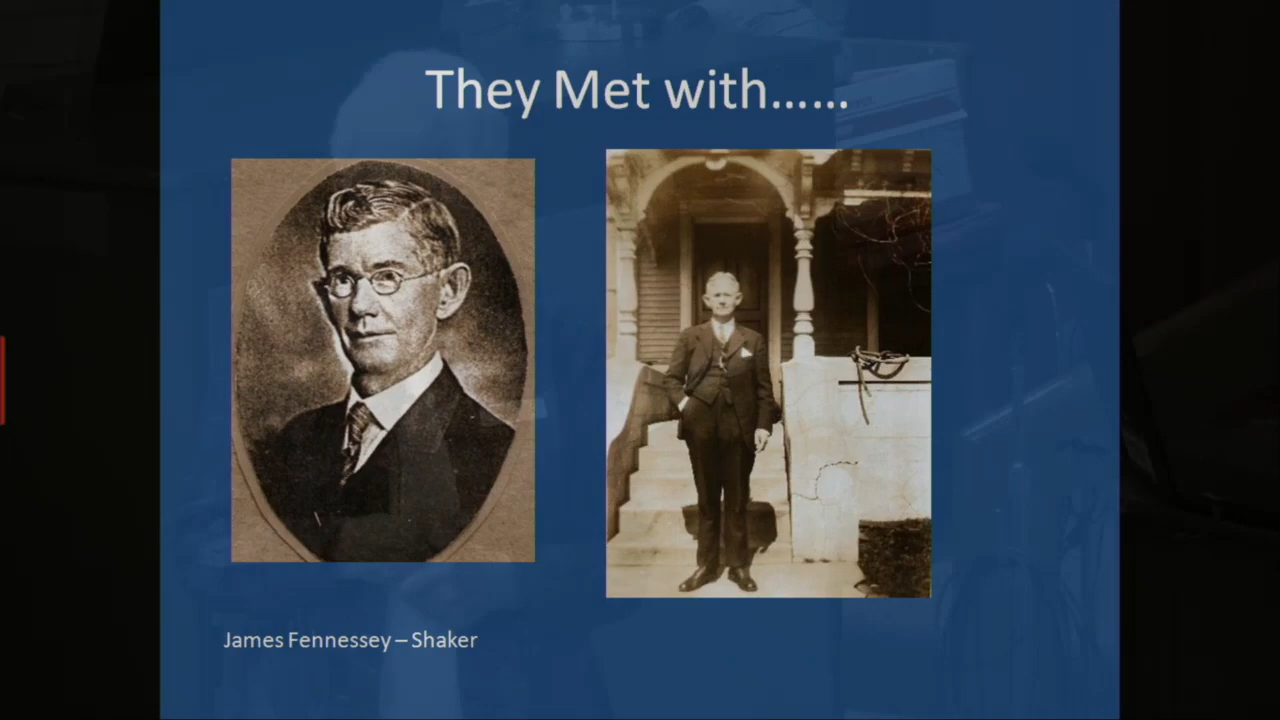 They Met with......
James Fennessey – Shaker